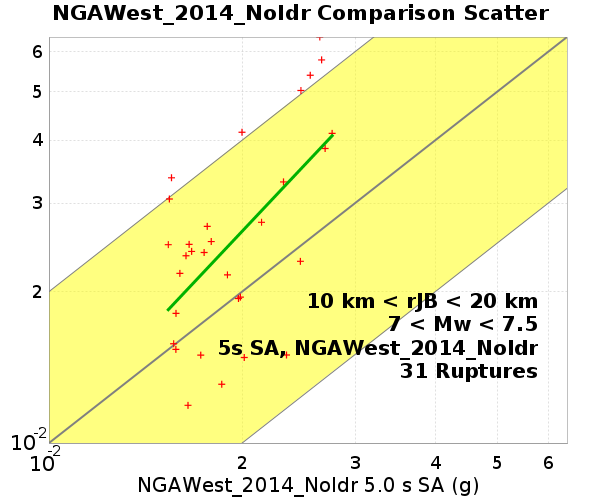 NGAWest_2014_NoIdr Comparison Scatter
6
5
4
3
2
10 km < rJB < 20 km
7 < Mw < 7.5
5s SA, NGAWest_2014_NoIdr
31 Ruptures
10-2
10-2
2
3
4
5
6
NGAWest_2014_NoIdr 5.0 s SA (g)